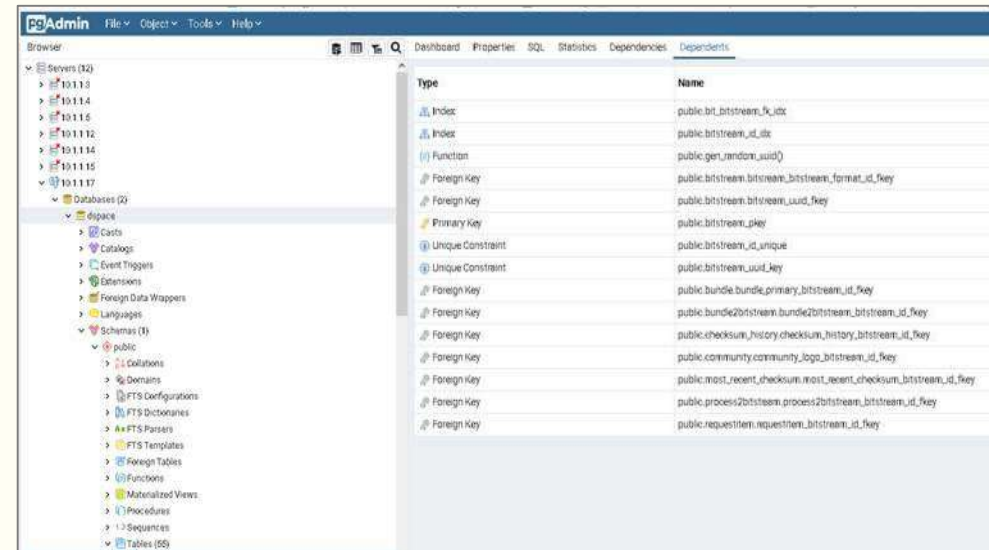 pgAdmin File Object Tools Help
Browser
Dashboard Properties SQL Statistics Dependencies Dependents
Servers (12)
10.1.1.3
10.1.1.4
10.1.1.12
10.1.1.14
10.1.1.15
10.1.1.17
Databases (2)
dspace
Casts
Catalogs
Event Triggers
Extensions
Foreign Data Wrappers
Languages
Schemas (1)
public
Collations
Domains
FTS Configurations
FTS Dictionaries
FTS Parsers
FTS Templates
Foreign Tables
Functions
Materialized Views
Procedures
Sequences
Tables (55)
Type Name
Index public.bit_bitstream_fk_idx
Index public.bitstream_id_idx
Function public.gen_random_uuid()
Foreign Key public.bitstream.bitstream_bitstream_format_id_fkey
Foreign Key public.bitstream.bitstream_uuid_fkey
Primary Key public.bitstream_pkey
Unique Constraint public.bitstream_id_unique
Unique Constraint public.bitstream_uuid_key
Foreign Key public.bundle.bundle_primary_bitstream_id_fkey
Foreign Key public.bundle2bitstream.bundle2bitstream_bitstream_id_fkey
Foreign Key public.checksum_history.checksum_history_bitstream_id_fkey
Foreign Key public.community.community_logo_bitstream_id_fkey
Foreign Key public.most_recent_checksum.most_recent_checksum_bitstream_id_fkey
Foreign Key public.process2bitstream.process2bitstream_bitstream_id_fkey
Foreign Key public.requestitem.requestitem_bitstream_id_fkey